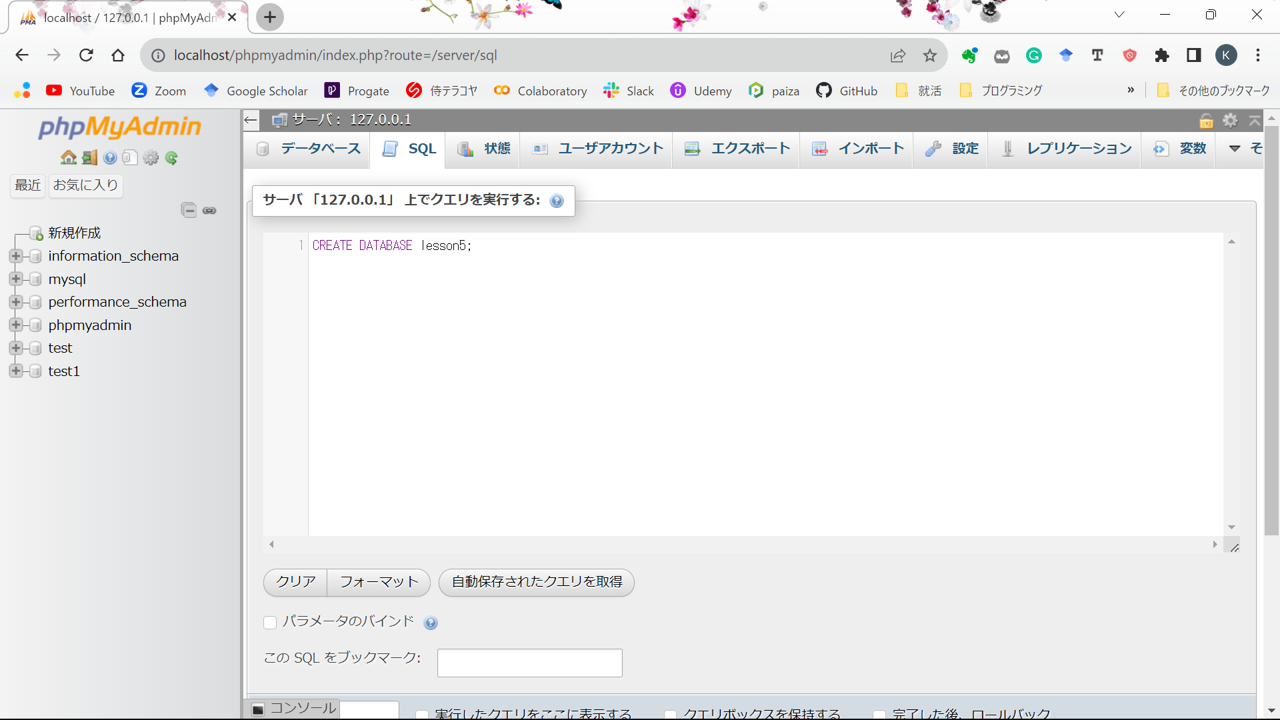 localhost / 127.0.0.1 | phpMyAdmin
localhost/phpmyadmin/index.php?route=/server/sql
K
YouTube
Zoom
Google Scholar
Progate
侍テラコヤ
Colaboratory
Slack
Udemy
paiza
GitHub
就活
プログラミング
»
その他のブックマーク
phpMyAdmin
最近
お気に入り
新規作成
information_schema
mysql
performance_schema
phpmyadmin
test
test1
サーバ: 127.0.0.1
データベース
SQL
状態
ユーザアカウント
エクスポート
インポート
設定
レプリケーション
変数
そ
サーバ 「127.0.0.1」 上でクエリを実行する:
1 CREATE DATABASE lesson5;
クリア
フォーマット
自動保存されたクエリを取得
パラメータのバインド
この SQL をブックマーク:
コンソール
実行したクエリをここに表示する
クエリボックスを保持する
完了した後、ロールバック